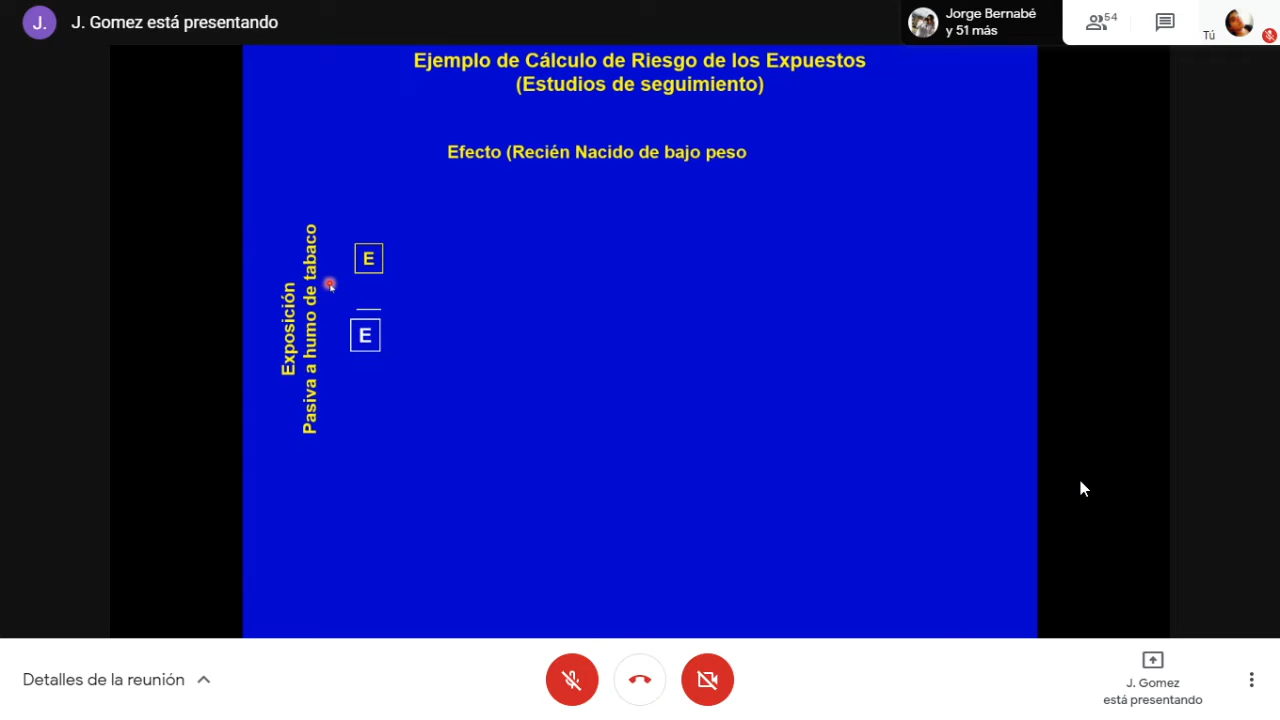 J.
J. Gomez está presentando
Jorge Bernabé
y 51 más
54
Tú
Ejemplo de Cálculo de Riesgo de los Expuestos
(Estudios de seguimiento)
Efecto (Recién Nacido de bajo peso
Exposición
Pasiva a humo de tabaco
E
E
Detalles de la reunión
J. Gomez
está presentando